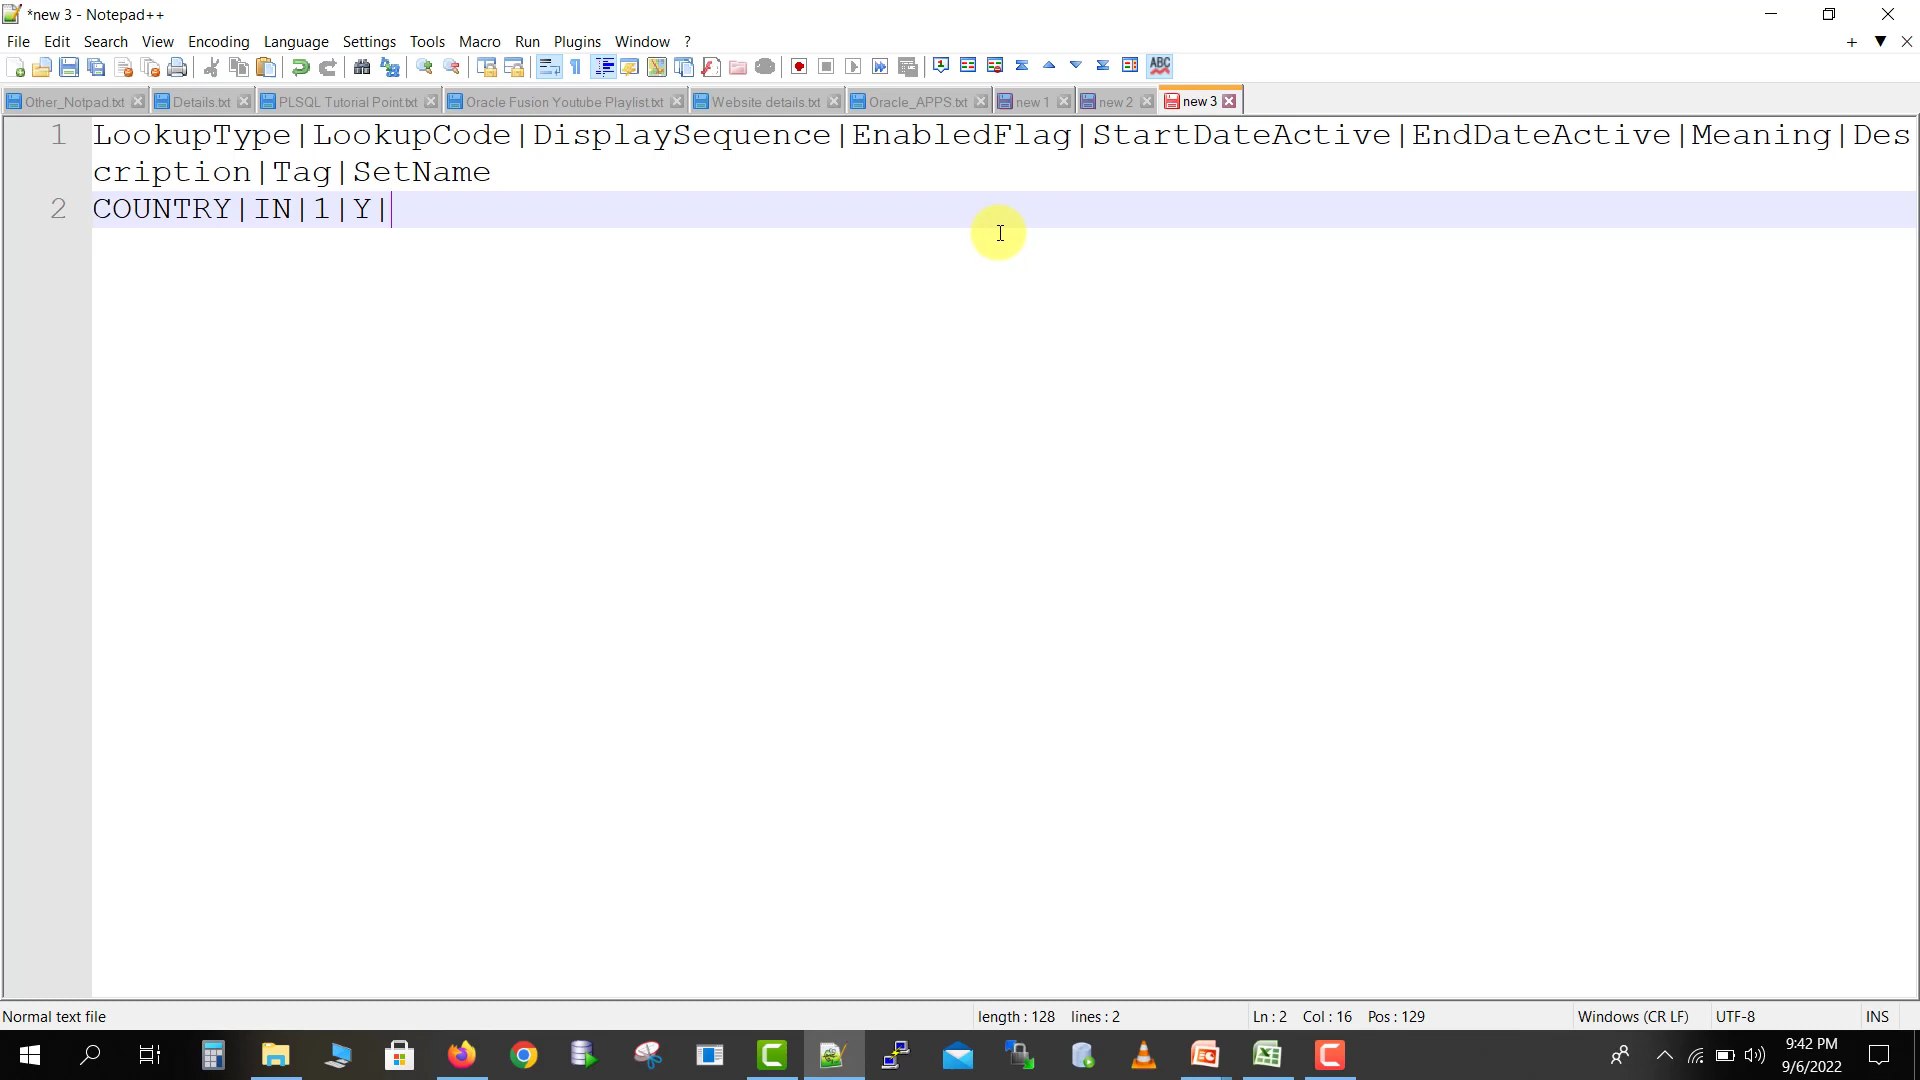 *new 3 - Notepad++
File Edit Search View Encoding Language Settings Tools Macro Run Plugins Window ?
Other_Notpad.txt Details.txt PLSQL Tutorial Point.txt Oracle Fusion Youtube Playlist.txt Website details.txt Oracle_APPS.txt new 1 new 2 new 3
1 LookupType|LookupCode|DisplaySequence|EnabledFlag|StartDateActive|EndDateActive|Meaning|Des
cription|Tag|SetName
2 COUNTRY|IN|1|Y|
Normal text file length : 128 lines : 2 Ln : 2 Col : 16 Pos : 129 Windows (CR LF) UTF-8 INS
9:42 PM
9/6/2022